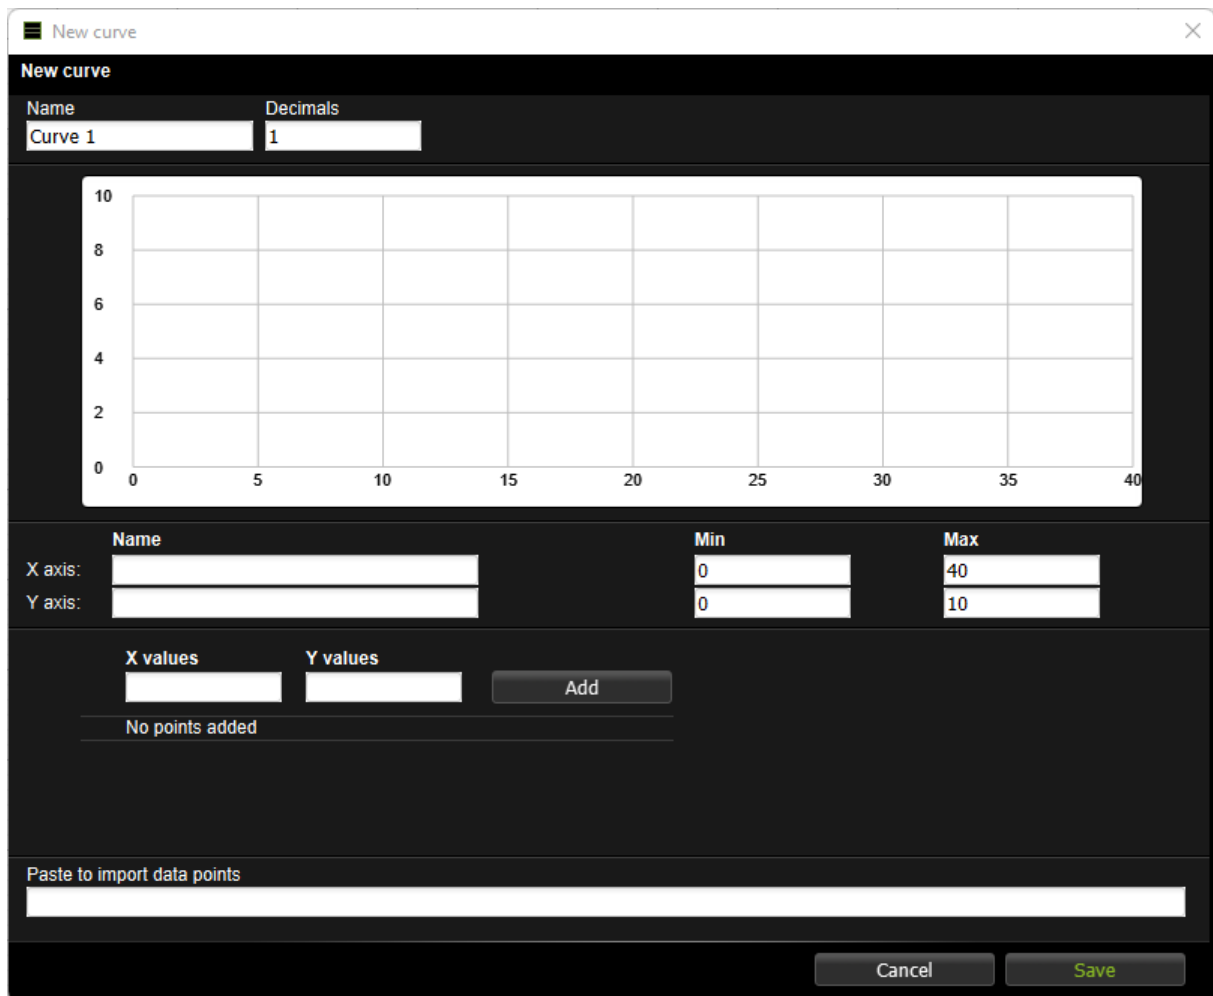 New curve
New curve
Name Decimals
Curve 1 1
10
8
6
4
2
0
0 5 10 15 20 25 30 35 40
Name Min Max
X axis: 0 40
Y axis: 0 10
X values Y values
Add
No points added
Paste to import data points
Cancel Save